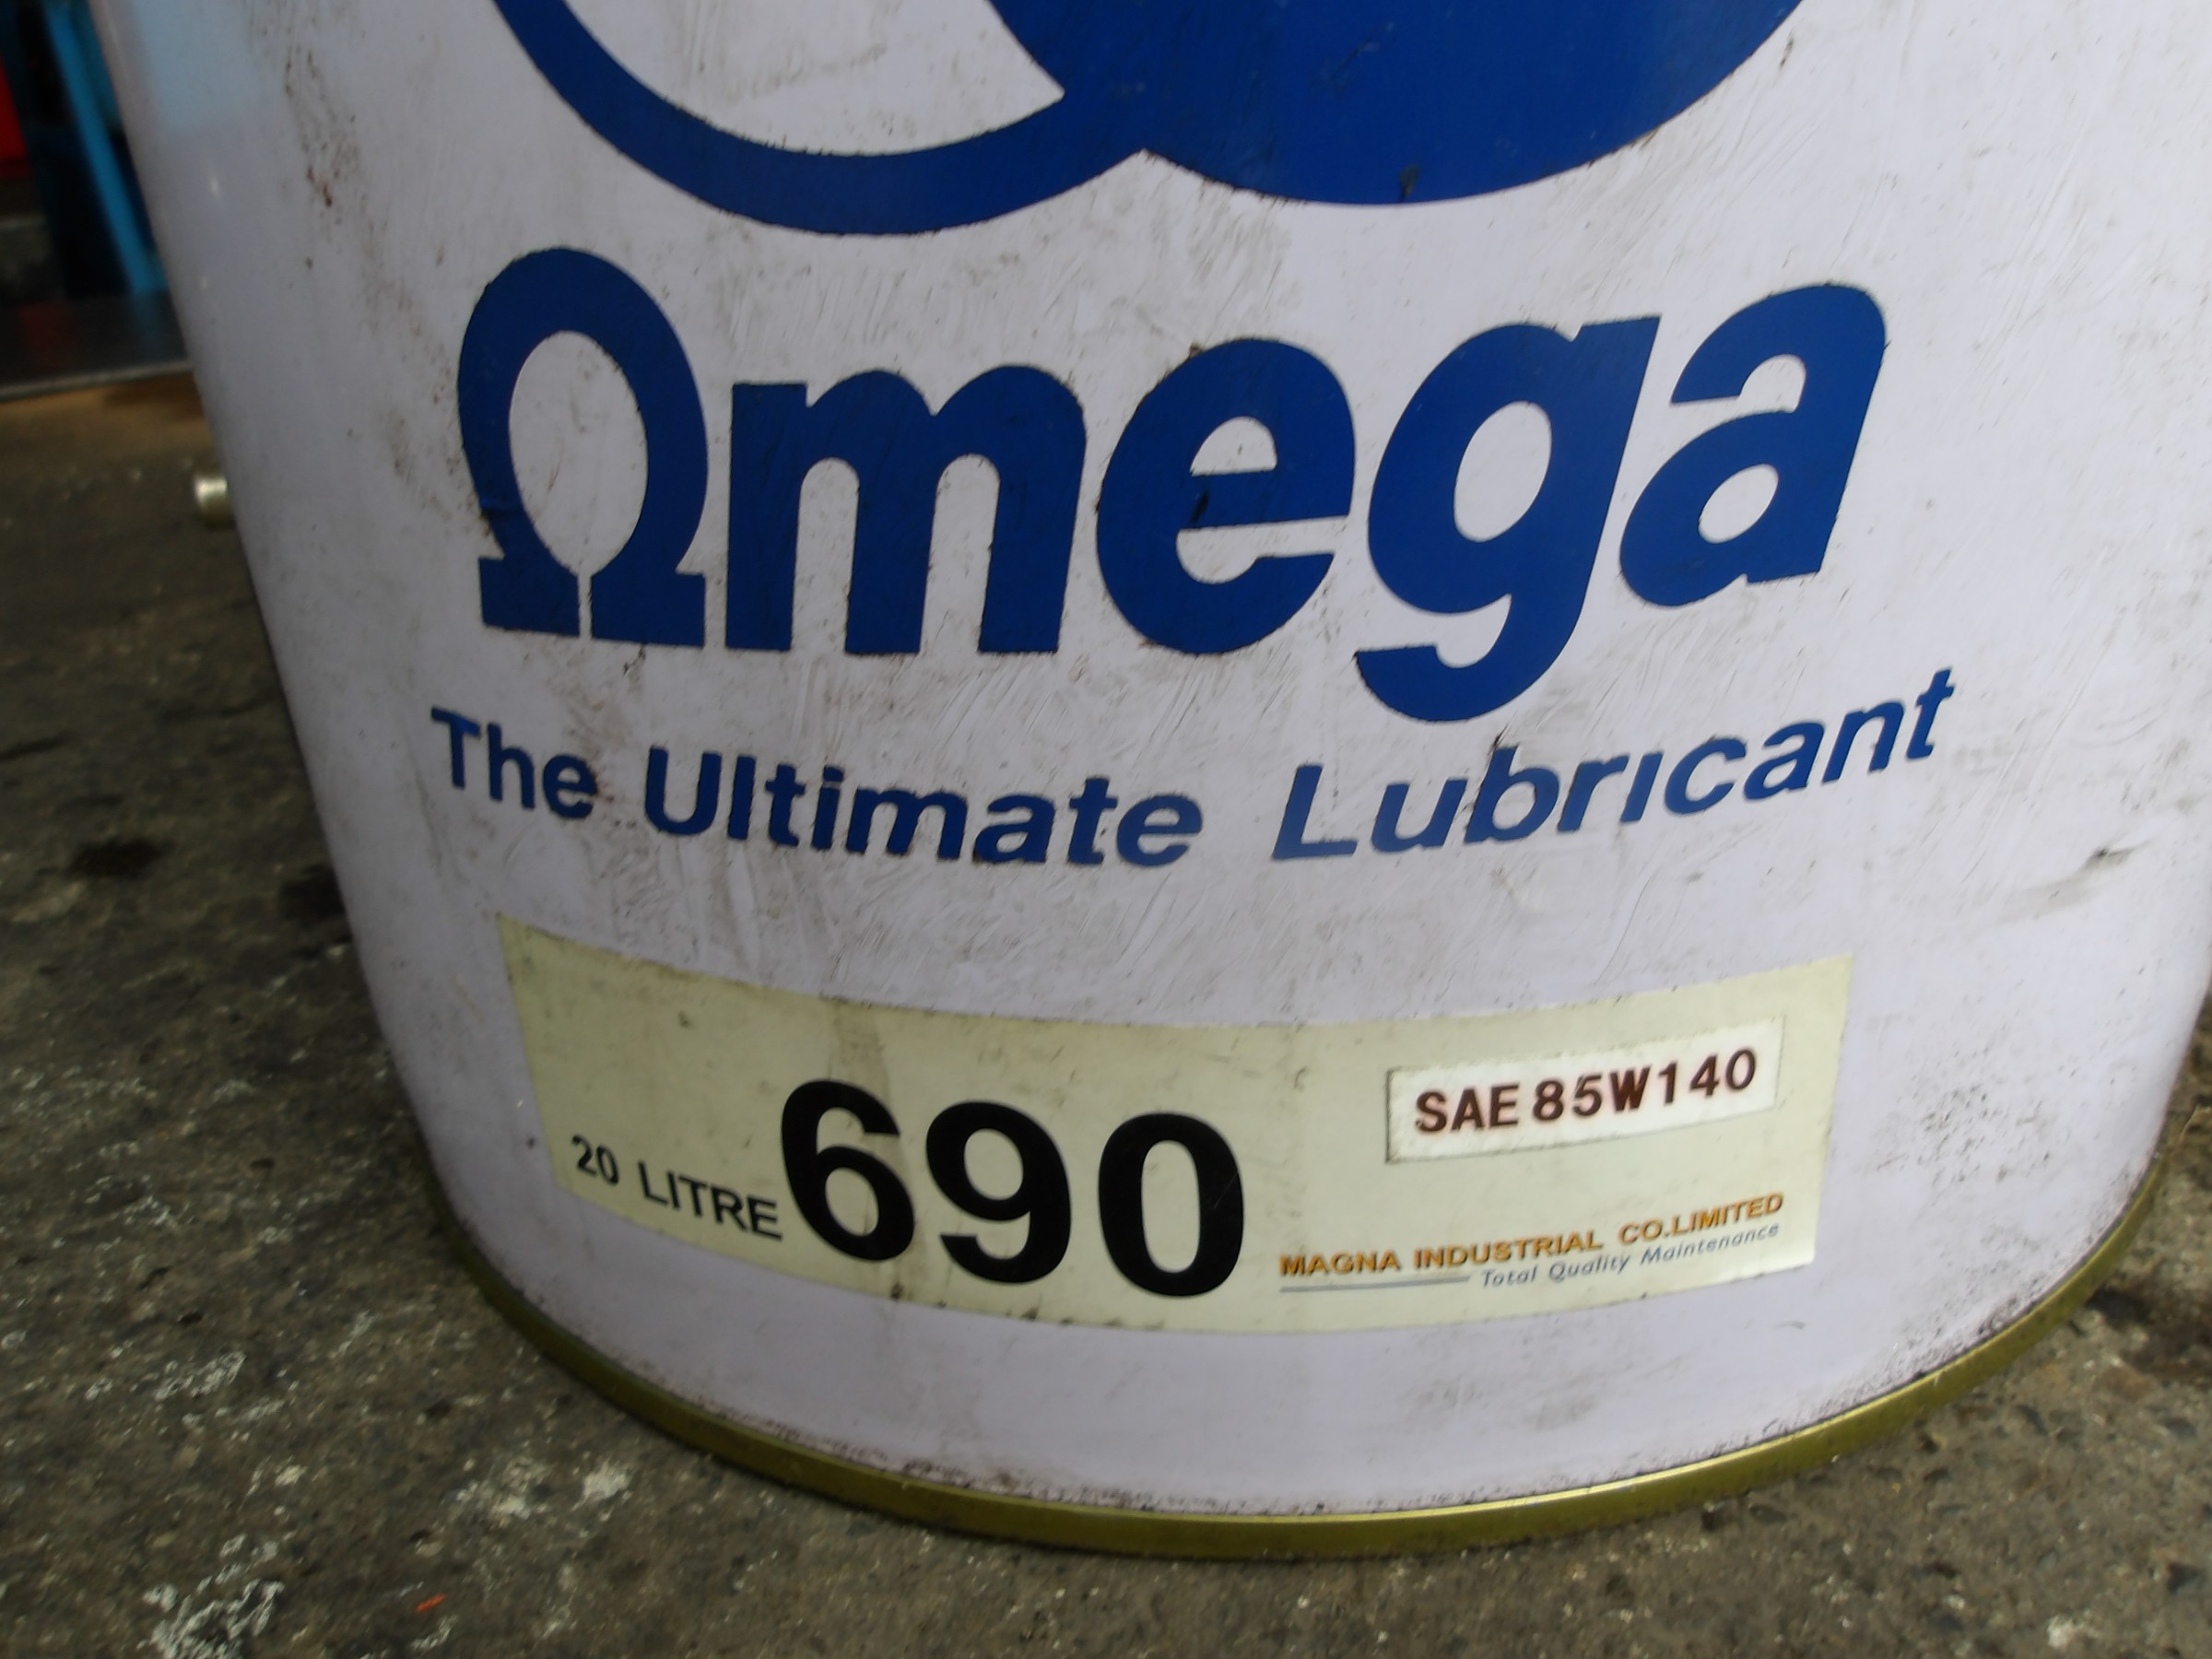 Ωmega
The Ultimate Lubricant
20 LITRE 690 SAE 85W140
MAGNA INDUSTRIAL CO.LIMITED
Total Quality Maintenance